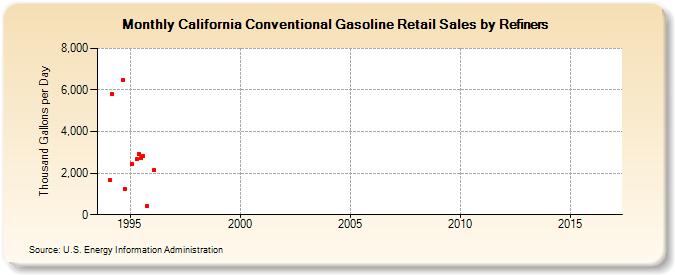 Monthly California Conventional Gasoline Retail Sales by Refiners
Thousand Gallons per Day
8,000
6,000
4,000
2,000
0
1995 2000 2005 2010 2015
Source: U.S. Energy Information Administration